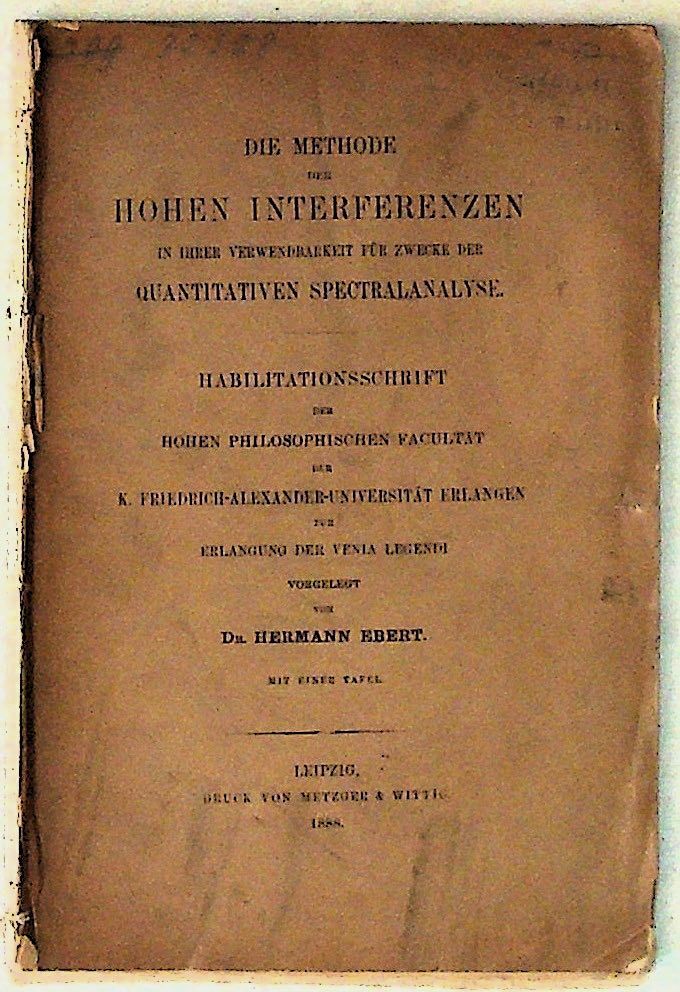 DIE METHODE
DER
HOHEN INTERFERENZEN
IN IHRER VERWENDBARKEIT FÜR ZWECKE DER
QUANTITATIVEN SPECTRALANALYSE.
HABILITATIONSSCHRIFT
DER
HOHEN PHILOSOPHISCHEN FACULTÄT
DER
K. FRIEDRICH-ALEXANDER-UNIVERSITÄT ERLANGEN
ZUR
ERLANGUNG DER VENIA LEGENDI
VORGELEGT
VON
DR. HERMANN EBERT.
MIT EINER TAFEL.
LEIPZIG,
DRUCK VON METZGER & WITTIG.
1888.